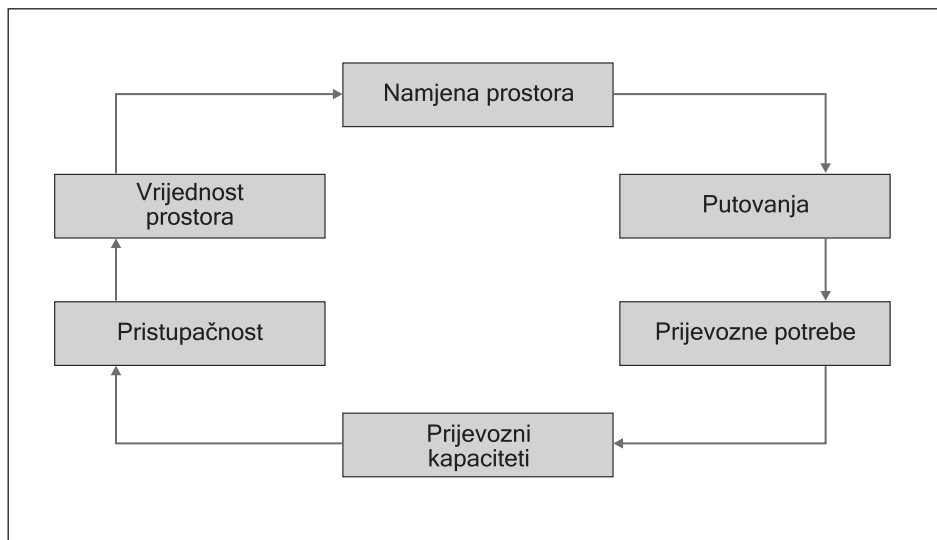 Namjena prostora
Putovanja
Prijevozne potrebe
Prijevozni
kapaciteti
Pristupačnost
Vrijednost
prostora